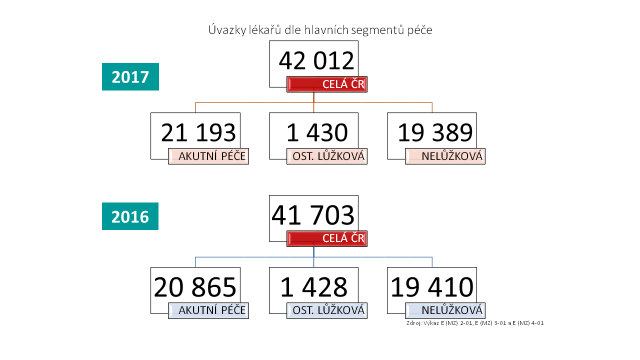 Úvazky lékařů dle hlavních segmentů péče
2017
42 012
CELÁ ČR
21 193
AKUTNÍ PÉČE
1 430
OST. LŮŽKOVÁ
19 389
NELŮŽKOVÁ
2016
41 703
CELÁ ČR
20 865
AKUTNÍ PÉČE
1 428
OST. LŮŽKOVÁ
19 410
NELŮŽKOVÁ
Zdroj: Výkaz E (MZ) 2-01, E (MZ) 3-01 a E (MZ) 4-01